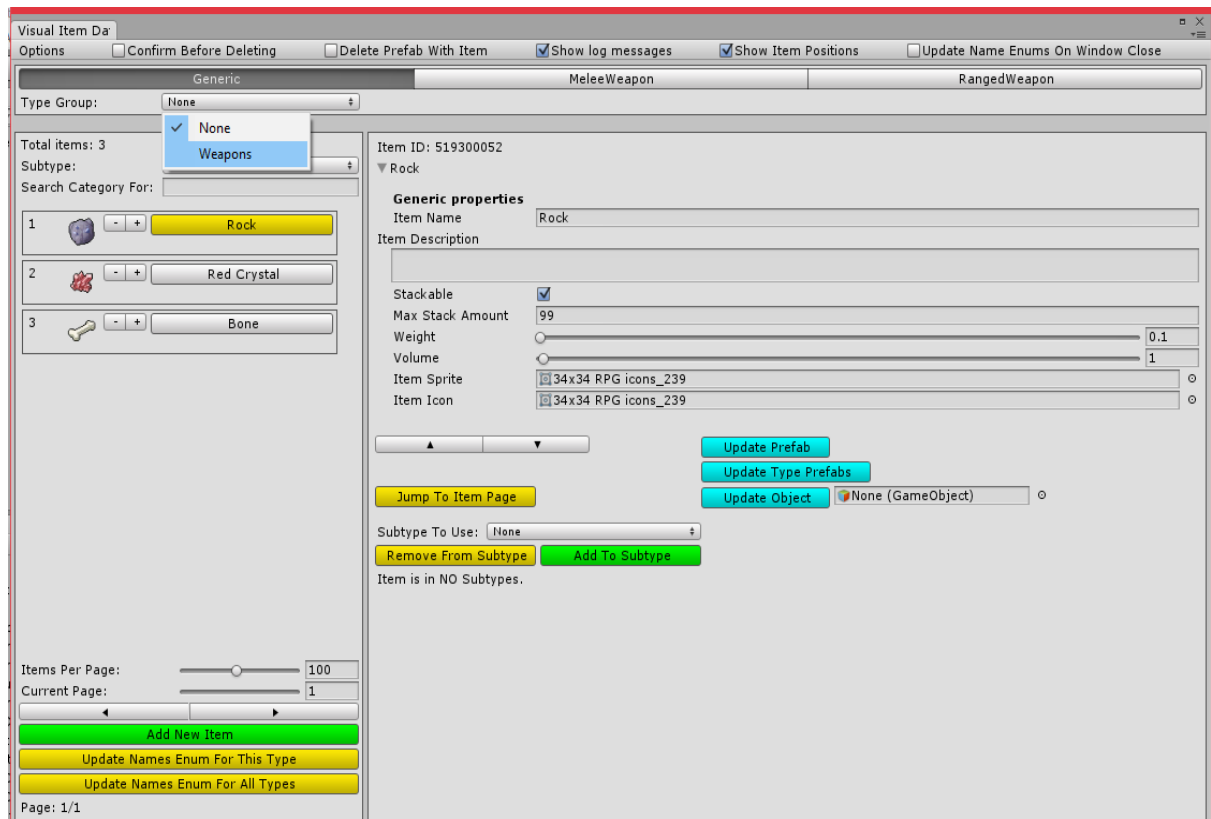 Visual Item Da
Options Confirm Before Deleting Delete Prefab With Item Show log messages Show Item Positions Update Name Enums On Window Close
Generic MeleeWeapon RangedWeapon
Type Group: None
None
Weapons
Total items: 3
Subtype:
Search Category For:
1 - + Rock
2 - + Red Crystal
3 - + Bone
Items Per Page: 100
Current Page: 1
Add New Item
Update Names Enum For This Type
Update Names Enum For All Types
Page: 1/1
Item ID: 519300052
Rock
Generic properties
Item Name Rock
Item Description
Stackable
Max Stack Amount 99
Weight 0.1
Volume 1
Item Sprite 34x34 RPG icons_239
Item Icon 34x34 RPG icons_239
Update Prefab
Update Type Prefabs
Jump To Item Page Update Object None (GameObject)
Subtype To Use: None
Remove From Subtype Add To Subtype
Item is in NO Subtypes.